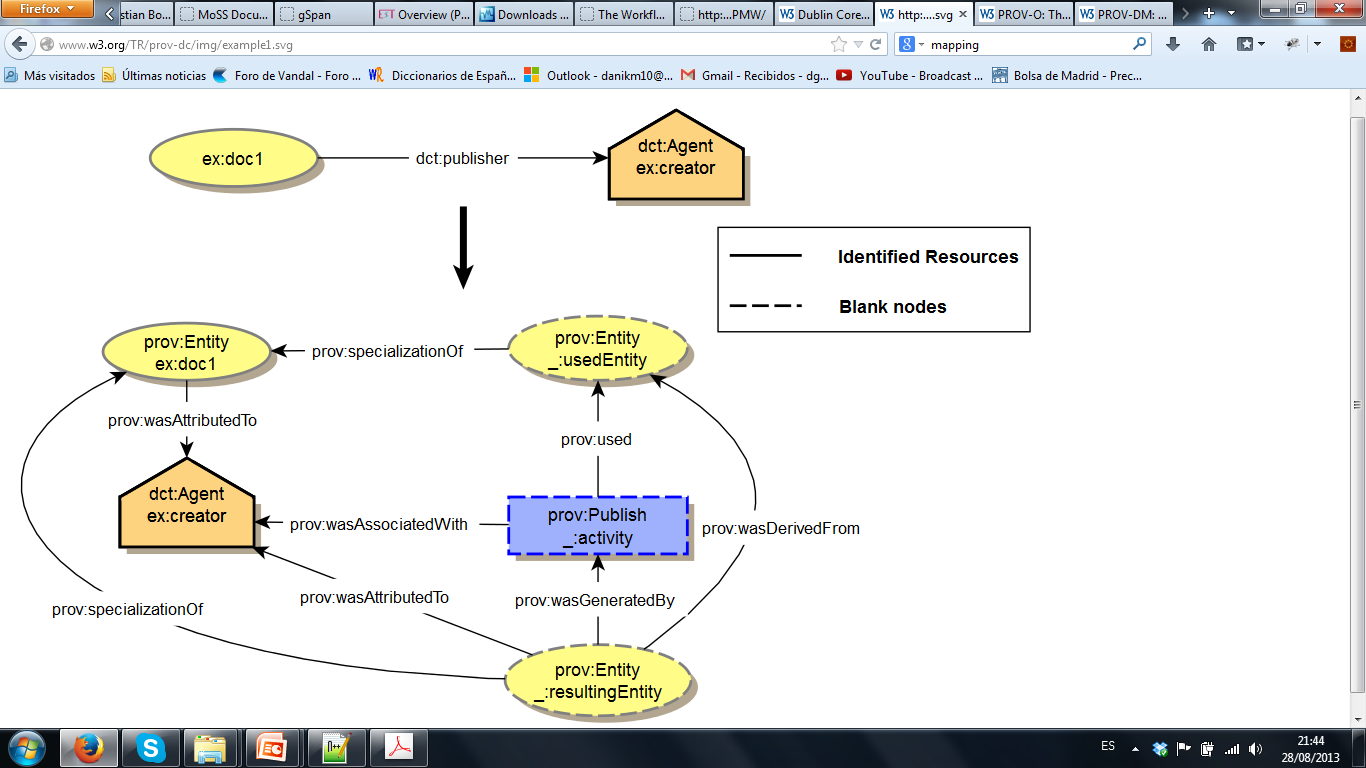 Firefox
stian Bo...
MoSS Docu...
gSpan
EST Overview (P...
Downloads ...
The Workfl...
http:...PMW/
W3 Dublin Core...
W3 http:...svg
W3 PROV-O: Th...
W3 PROV-DM: ...
www.w3.org/TR/prov-dc/img/example1.svg
mapping
Más visitados
Últimas noticias
Foro de Vandal - Foro ...
Diccionarios de Españ...
Outlook - danikm10@...
Gmail - Recibidos - dg...
YouTube - Broadcast ...
Bolsa de Madrid - Prec...
ex:doc1
dct:publisher
dct:Agent
ex:creator
Identified Resources
Blank nodes
prov:Entity
ex:doc1
prov:specializationOf
prov:Entity
_:usedEntity
prov:wasAttributedTo
prov:used
dct:Agent
ex:creator
prov:wasAssociatedWith
prov:Publish
_:activity
prov:wasDerivedFrom
prov:wasAttributedTo
prov:wasGeneratedBy
prov:specializationOf
prov:Entity
_:resultingEntity
ES
21:44
28/08/2013